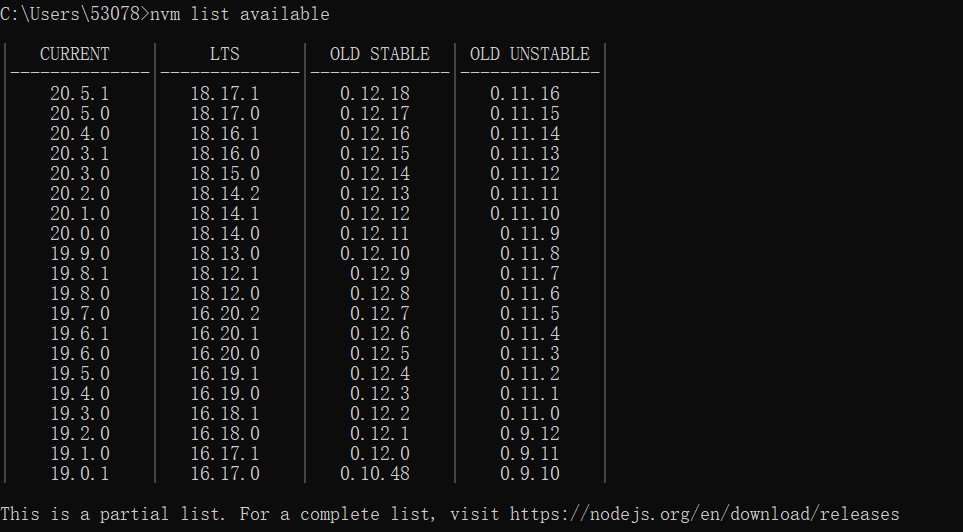 C:\Users\53078>nvm list available
|   CURRENT    |     LTS      |  OLD STABLE  | OLD UNSTABLE |
|--------------|--------------|--------------|--------------|
|    20.5.1    |   18.17.1    |   0.12.18    |   0.11.16    |
|    20.5.0    |   18.17.0    |   0.12.17    |   0.11.15    |
|    20.4.0    |   18.16.1    |   0.12.16    |   0.11.14    |
|    20.3.1    |   18.16.0    |   0.12.15    |   0.11.13    |
|    20.3.0    |   18.15.0    |   0.12.14    |   0.11.12    |
|    20.2.0    |   18.14.2    |   0.12.13    |   0.11.11    |
|    20.1.0    |   18.14.1    |   0.12.12    |   0.11.10    |
|    20.0.0    |   18.14.0    |   0.12.11    |    0.11.9    |
|    19.9.0    |   18.13.0    |   0.12.10    |    0.11.8    |
|    19.8.1    |   18.12.1    |    0.12.9    |    0.11.7    |
|    19.8.0    |   18.12.0    |    0.12.8    |    0.11.6    |
|    19.7.0    |   16.20.2    |    0.12.7    |    0.11.5    |
|    19.6.1    |   16.20.1    |    0.12.6    |    0.11.4    |
|    19.6.0    |   16.20.0    |    0.12.5    |    0.11.3    |
|    19.5.0    |   16.19.1    |    0.12.4    |    0.11.2    |
|    19.4.0    |   16.19.0    |    0.12.3    |    0.11.1    |
|    19.3.0    |   16.18.1    |    0.12.2    |    0.11.0    |
|    19.2.0    |   16.18.0    |    0.12.1    |    0.9.12    |
|    19.1.0    |   16.17.1    |    0.12.0    |    0.9.11    |
|    19.0.1    |   16.17.0    |   0.10.48    |    0.9.10    |
This is a partial list. For a complete list, visit https://nodejs.org/en/download/releases